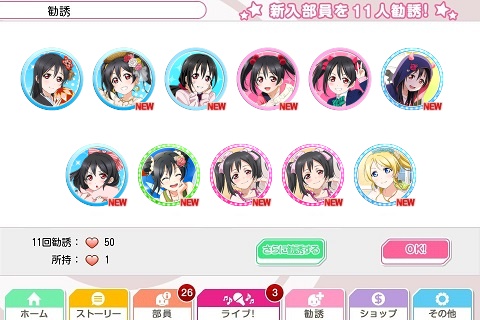 勧誘
新入部員を11人勧誘!
NEW NEW NEW NEW NEW
NEW NEW NEW NEW NEW
11回勧誘: 50
所持: 1
さらに勧誘する
OK!
26
3
ホーム
ストーリー
部員
ライブ!
勧誘
ショップ
その他